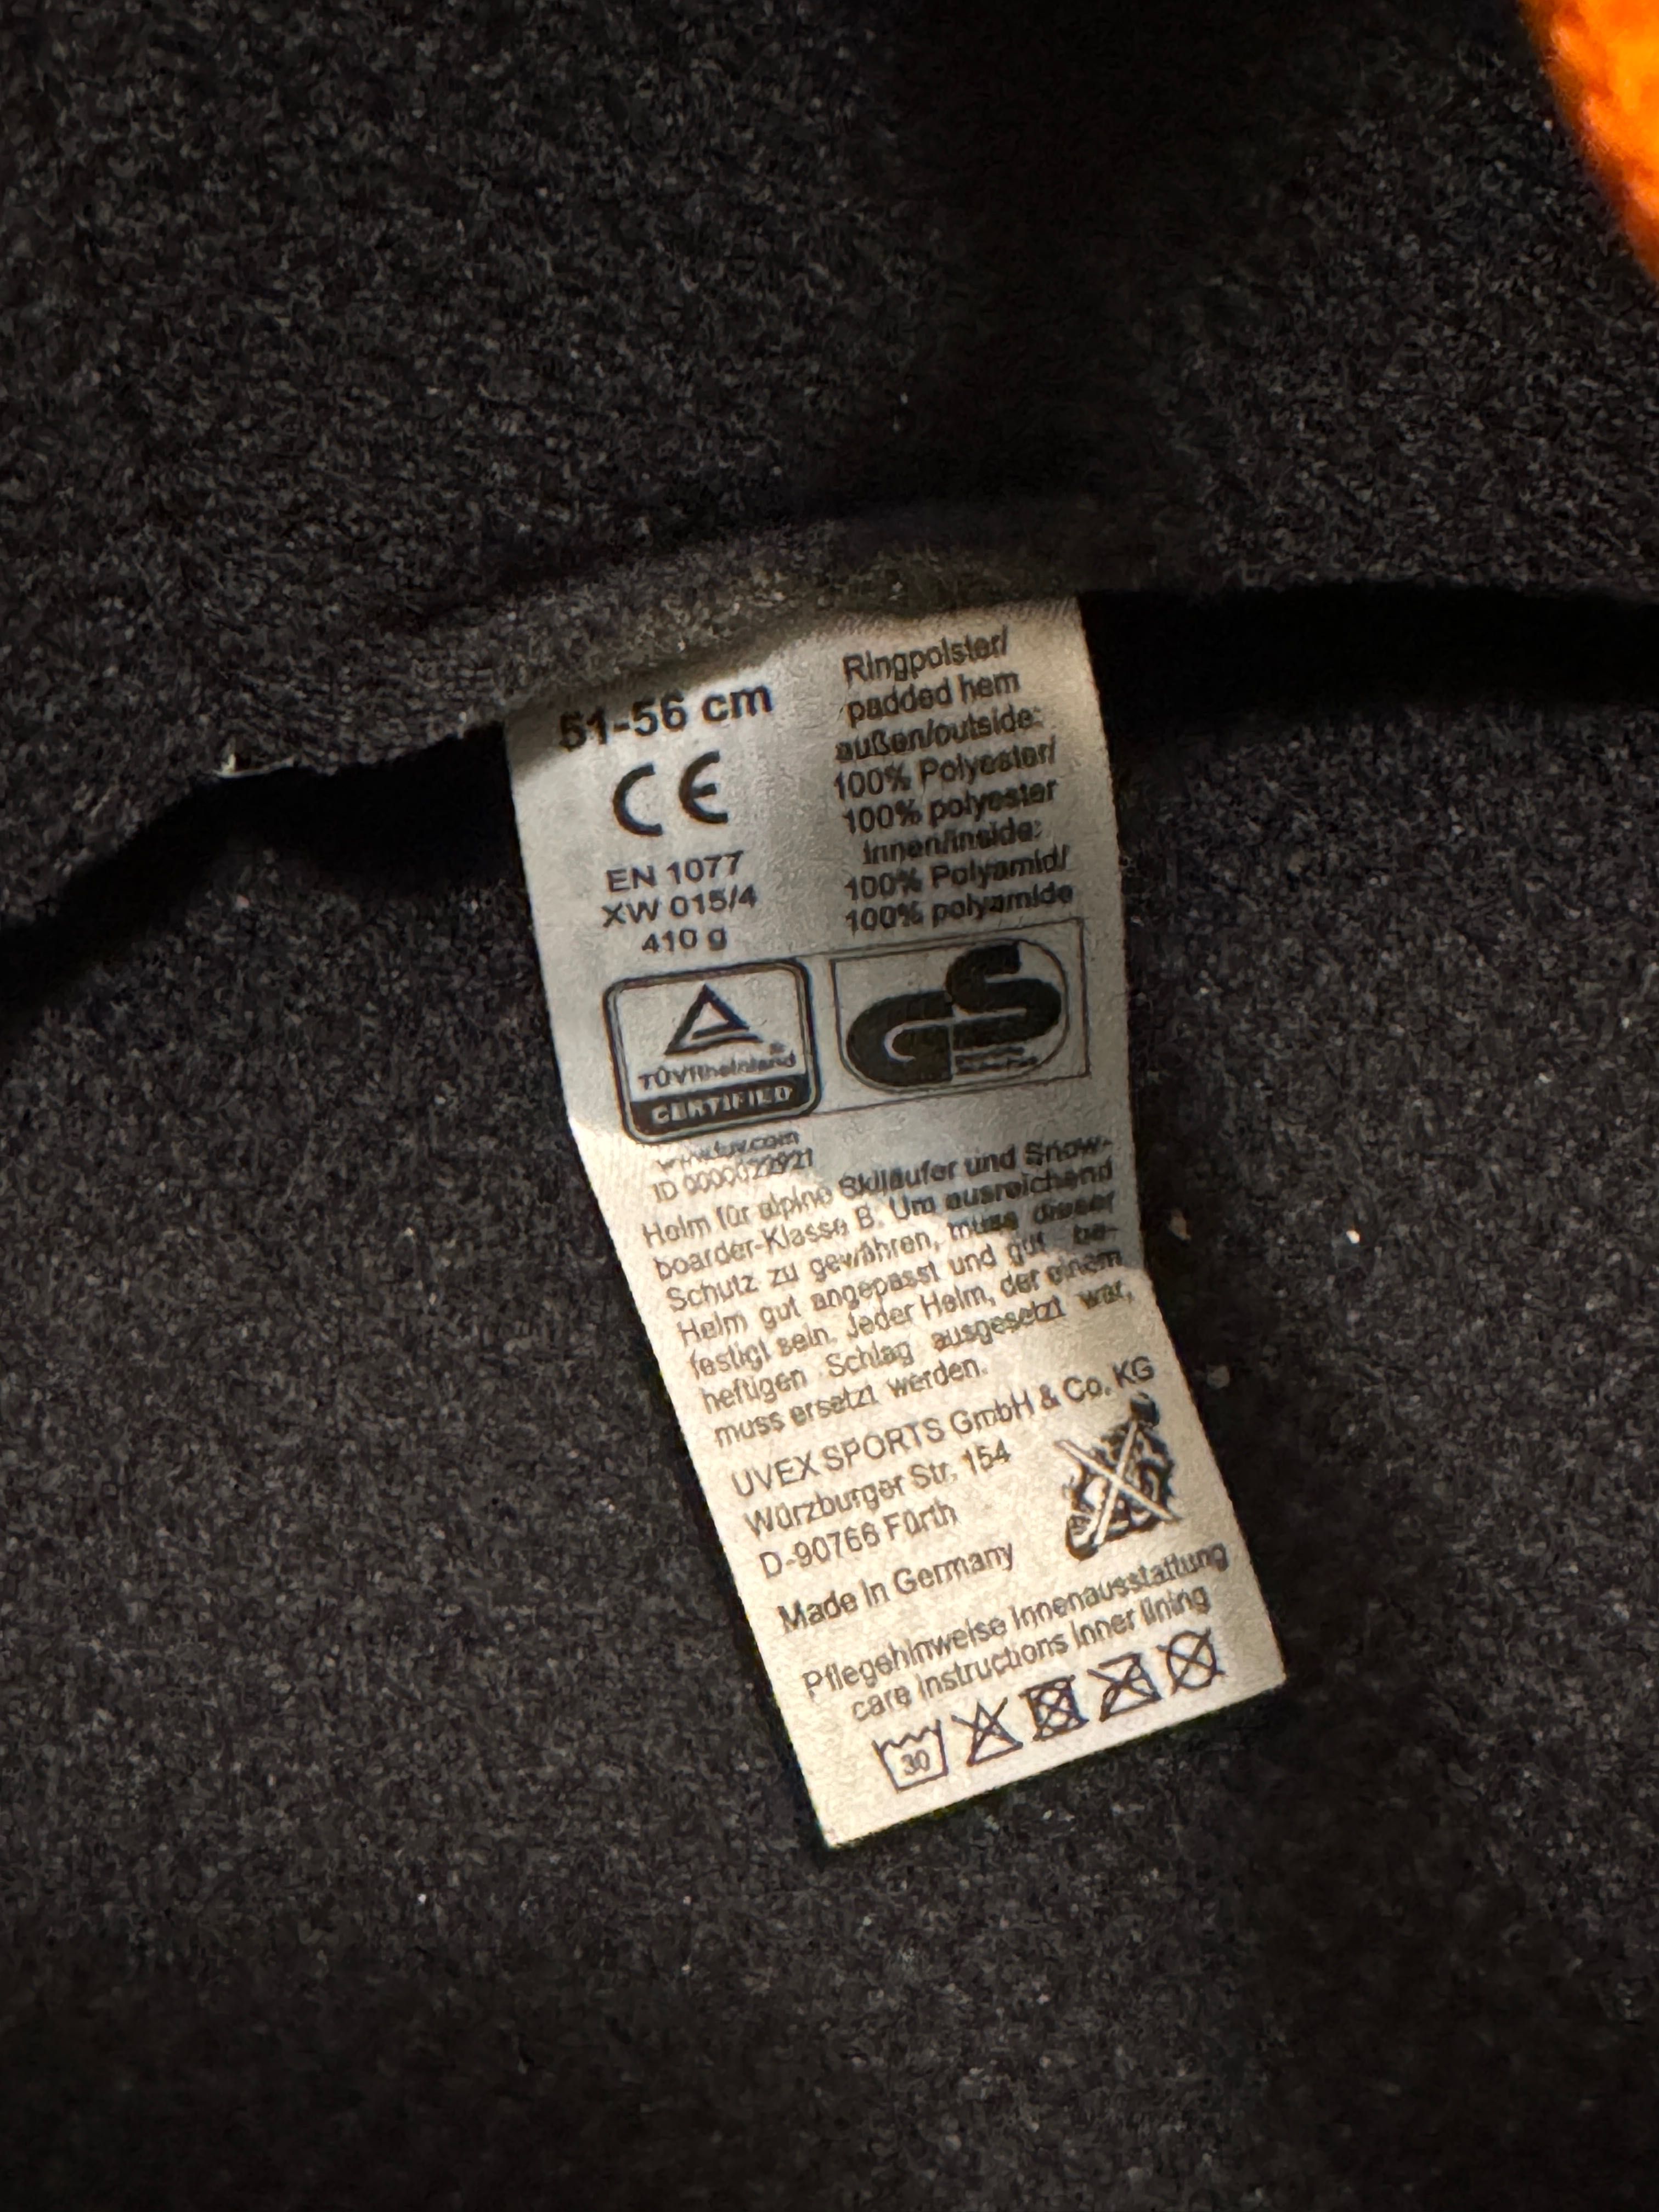 51-56 cm
CE
EN 1077
XW 015/4
410 g
Ringpolster/
padded hem
außen/outside:
100% Polyester/
100% polyester
innen/inside:
100% Polyamid/
100% polyamide
TÜVRheinland
CERTIFIED
GS
www.tuv.com
ID 0000022921
Helm für alpine Skiläufer und Snow-
boarder-Klasse B. Um ausreichend
Schutz zu gewähren, muss dieser
Helm gut angepasst und gut be-
festigt sein. Jeder Helm, der einem
heftigen Schlag ausgesetzt war,
muss ersetzt werden.
UVEX SPORTS GmbH & Co. KG
Würzburger Str. 154
D-90766 Fürth
Made in Germany
Pflegehinweise Innenausstattung
care instructions inner lining
30